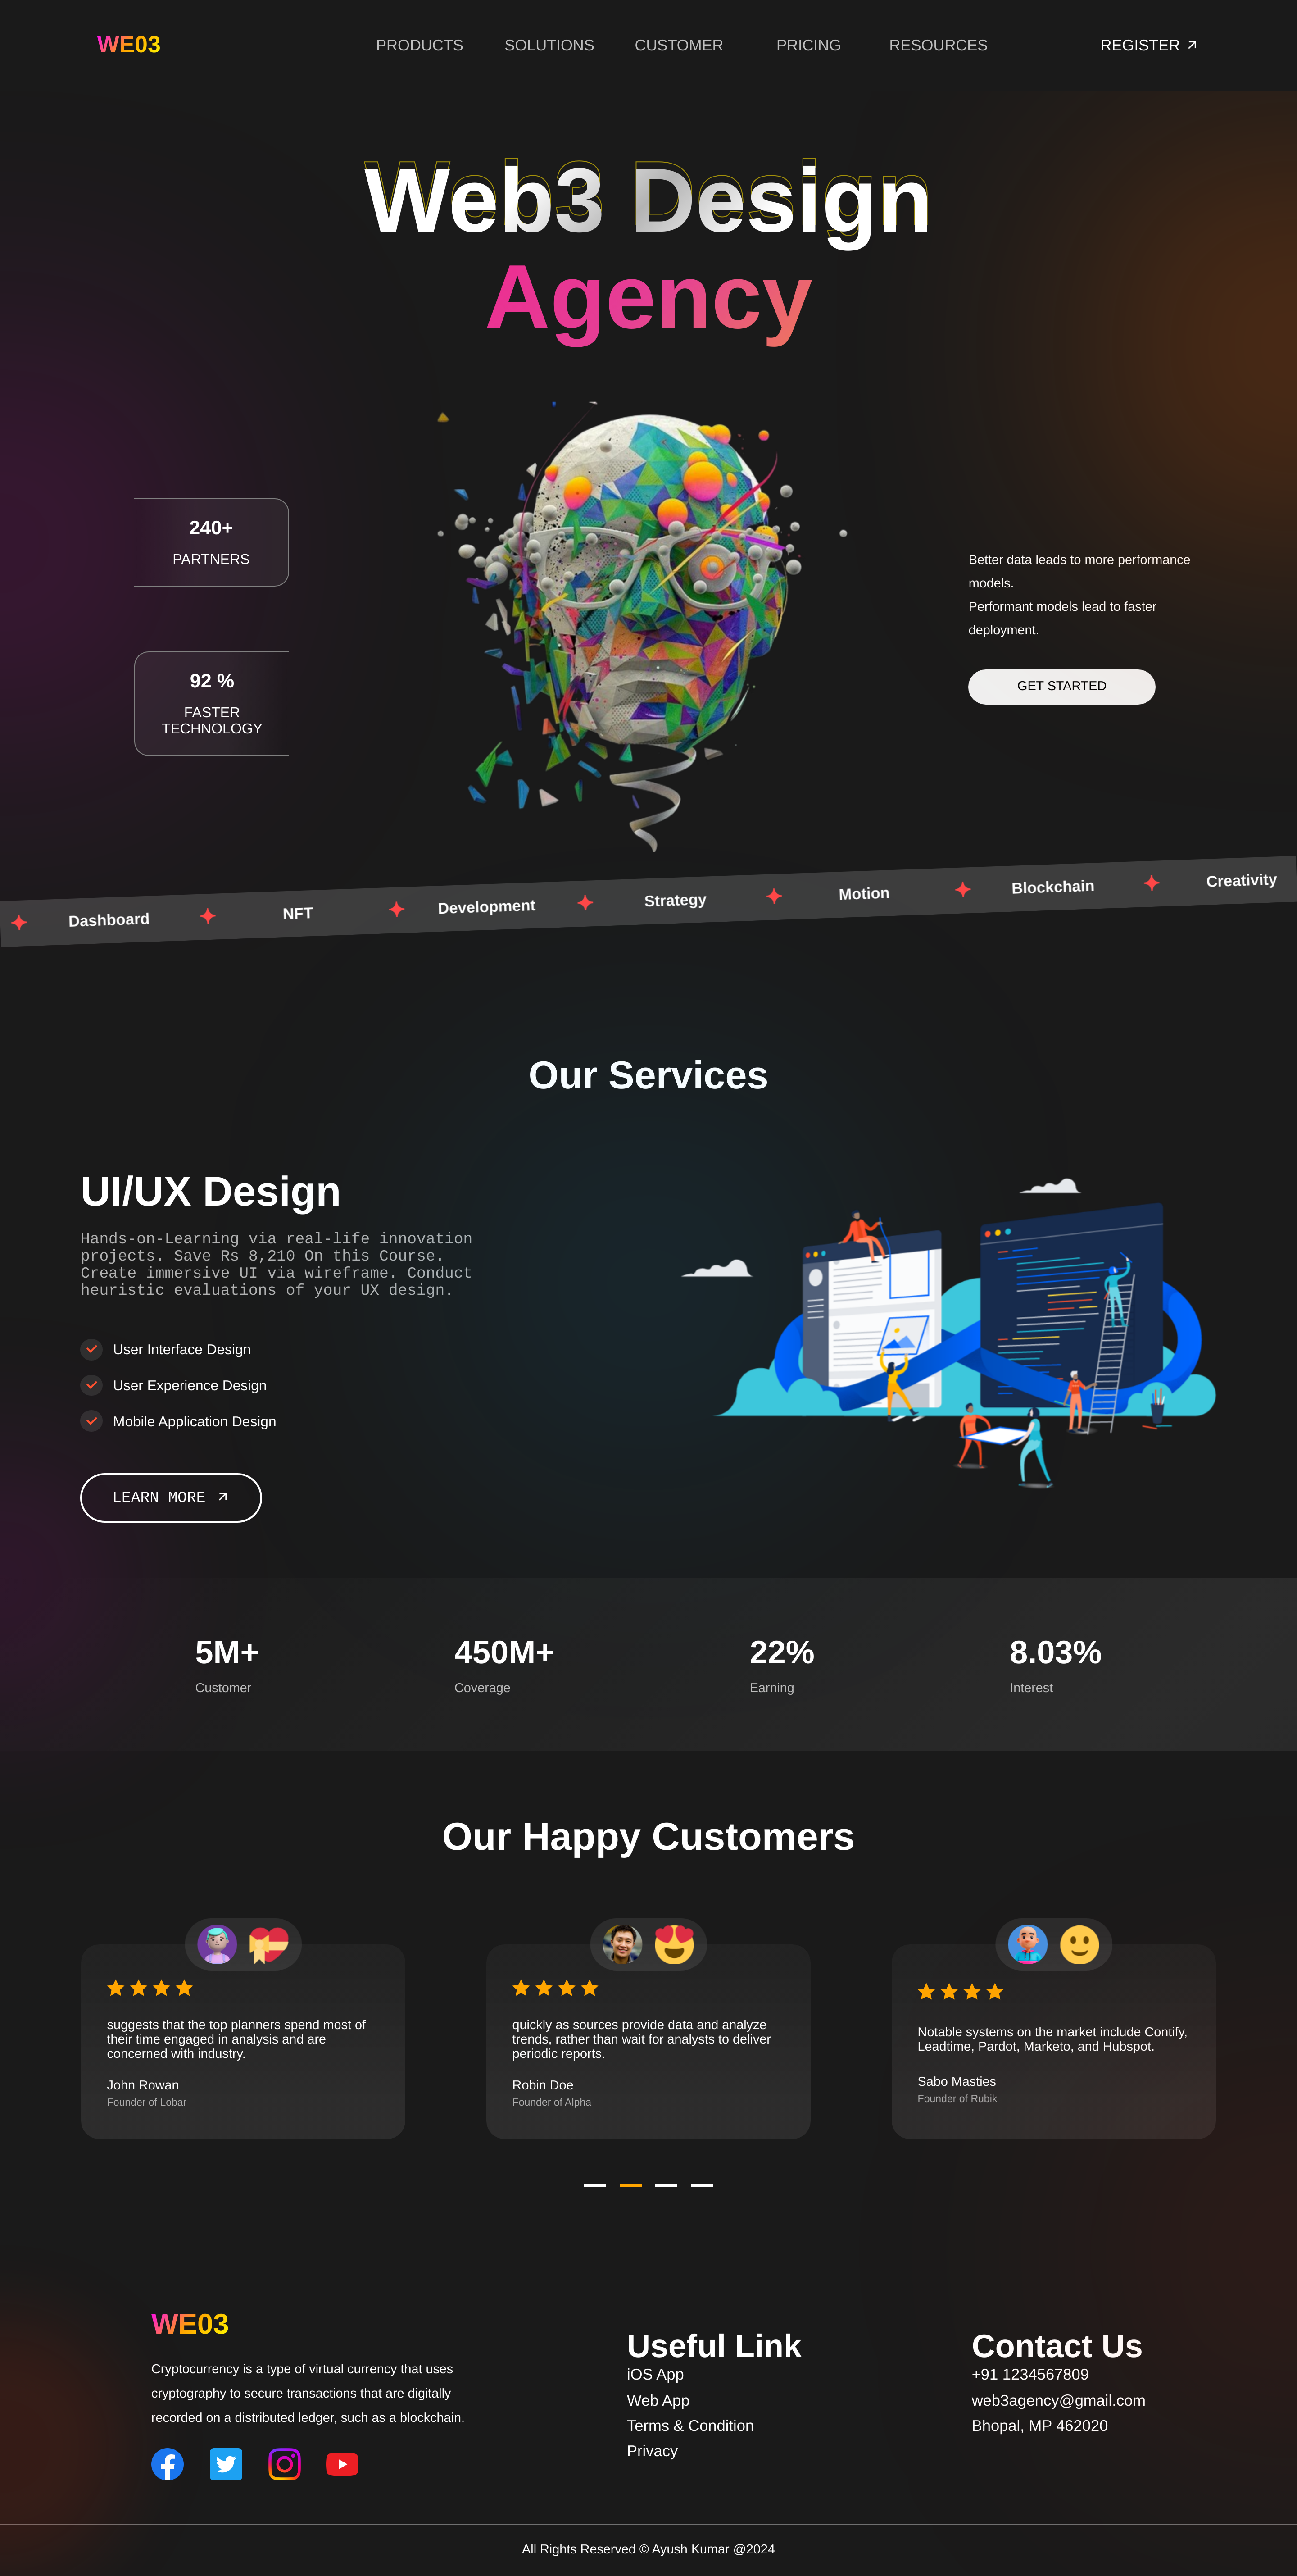 WE03
PRODUCTS
SOLUTIONS
CUSTOMER
PRICING
RESOURCES
REGISTER
Web3 Design
Agency
240+
PARTNERS
92 %
FASTER
TECHNOLOGY
Better data leads to more performance
models.
Performant models lead to faster
deployment.
GET STARTED
Dashboard
NFT
Development
Strategy
Motion
Blockchain
Creativity
Our Services
UI/UX Design
Hands-on-Learning via real-life innovation
projects. Save Rs 8,210 On this Course.
Create immersive UI via wireframe. Conduct
heuristic evaluations of your UX design.
User Interface Design
User Experience Design
Mobile Application Design
LEARN MORE
5M+
Customer
450M+
Coverage
22%
Earning
8.03%
Interest
Our Happy Customers
suggests that the top planners spend most of
their time engaged in analysis and are
concerned with industry.
John Rowan
Founder of Lobar
quickly as sources provide data and analyze
trends, rather than wait for analysts to deliver
periodic reports.
Robin Doe
Founder of Alpha
Notable systems on the market include Contify,
Leadtime, Pardot, Marketo, and Hubspot.
Sabo Masties
Founder of Rubik
WE03
Cryptocurrency is a type of virtual currency that uses
cryptography to secure transactions that are digitally
recorded on a distributed ledger, such as a blockchain.
Useful Link
iOS App
Web App
Terms & Condition
Privacy
Contact Us
+91 1234567809
web3agency@gmail.com
Bhopal, MP 462020
All Rights Reserved © Ayush Kumar @2024